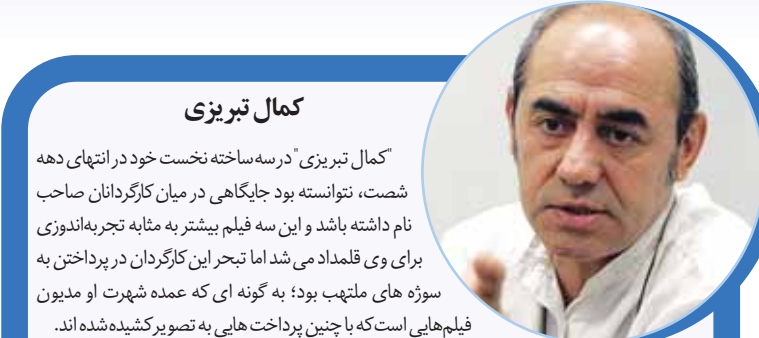 کمال تبریزی
"کمال تبریزی" در سه ساخته نخست خود در انتهای دهه
شصت، نتوانسته بود جایگاهی در میان کارگردانان صاحب
نام داشته باشد و این سه فیلم بیشتر به مثابه تجربه‌اندوزی
برای وی قلمداد می شد اما تبحر این کارگردان در پرداختن به
سوژه های ملتهب بود؛ به گونه ای که عمده شهرت او مدیون
فیلم‌هایی است که با چنین پرداخت هایی به تصویر کشیده شده اند.